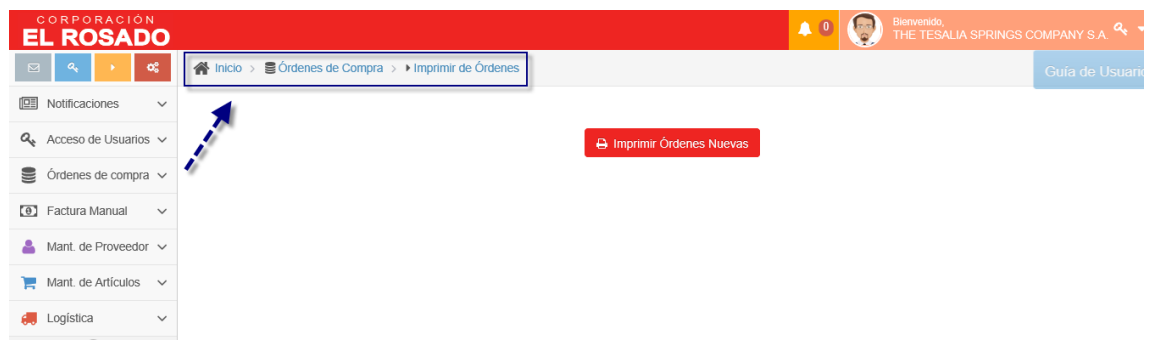 CORPORACIÓN
EL ROSADO
0
Bienvenido,
THE TESALIA SPRINGS COMPANY S.A.
Inicio > Órdenes de Compra > Imprimir de Órdenes
Guía de Usuario
Notificaciones
Acceso de Usuarios
Imprimir Órdenes Nuevas
Órdenes de compra
Factura Manual
Mant. de Proveedor
Mant. de Artículos
Logística